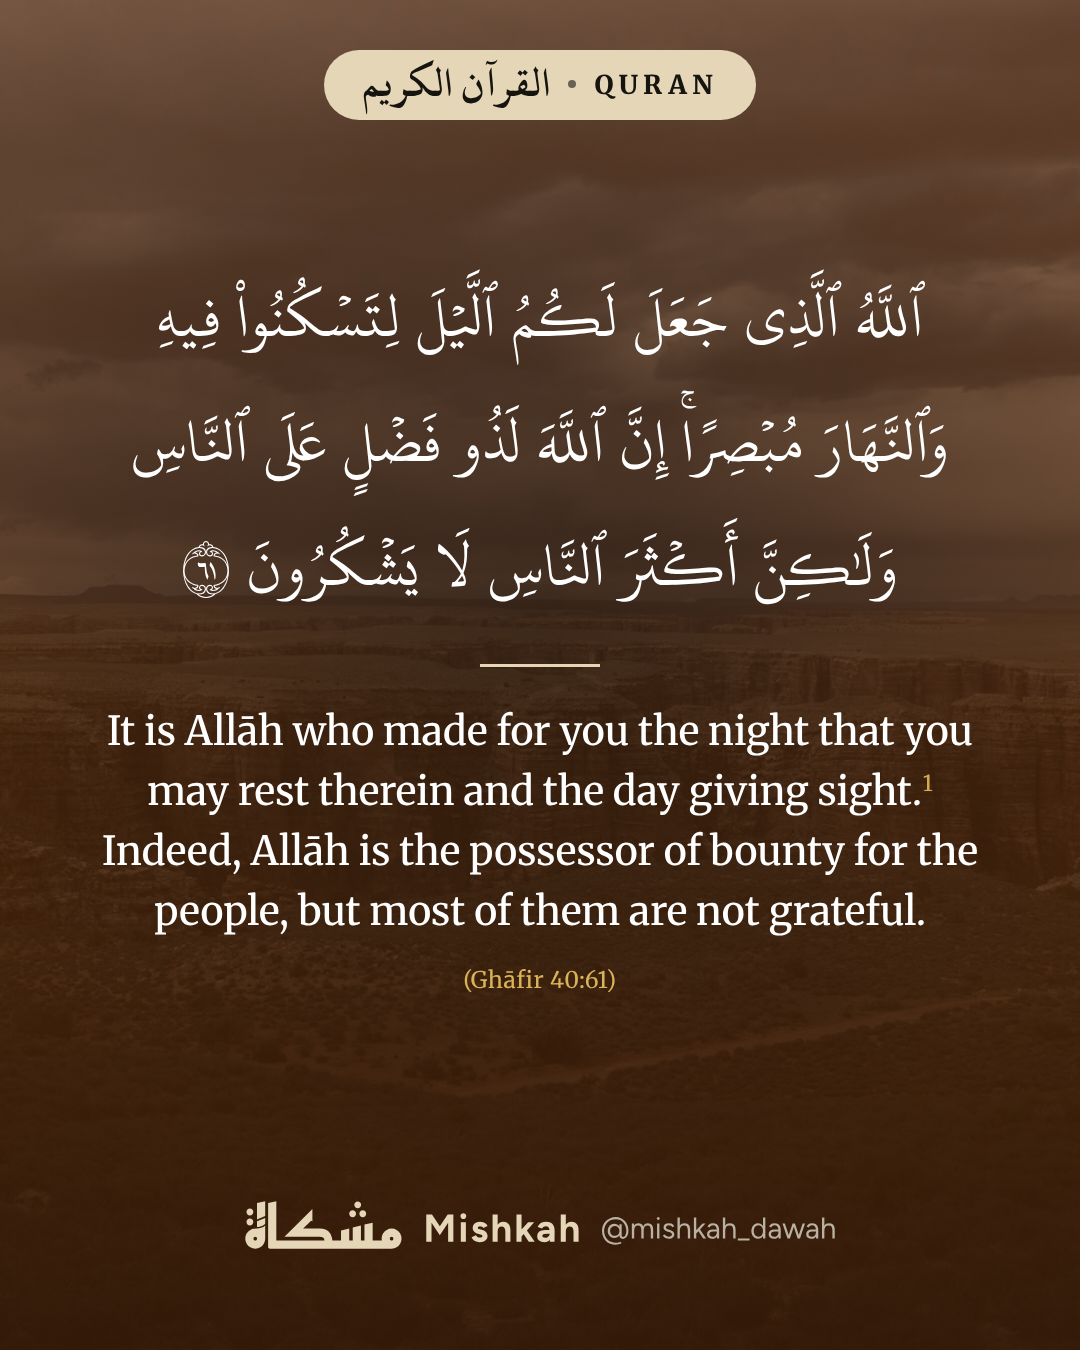 القرآن الكريم • QURAN
ٱللَّهُ ٱلَّذِى جَعَلَ لَكُمُ ٱلَّيْلَ لِتَسْكُنُوا۟ فِيهِ
وَٱلنَّهَارَ مُبْصِرًا ۚ إِنَّ ٱللَّهَ لَذُو فَضْلٍ عَلَى ٱلنَّاسِ
وَلَـٰكِنَّ أَكْثَرَ ٱلنَّاسِ لَا يَشْكُرُونَ ٦١
It is Allāh who made for you the night that you
may rest therein and the day giving sight.¹
Indeed, Allāh is the possessor of bounty for the
people, but most of them are not grateful.
(Ghāfir 40:61)
مشكاة Mishkah @mishkah_dawah